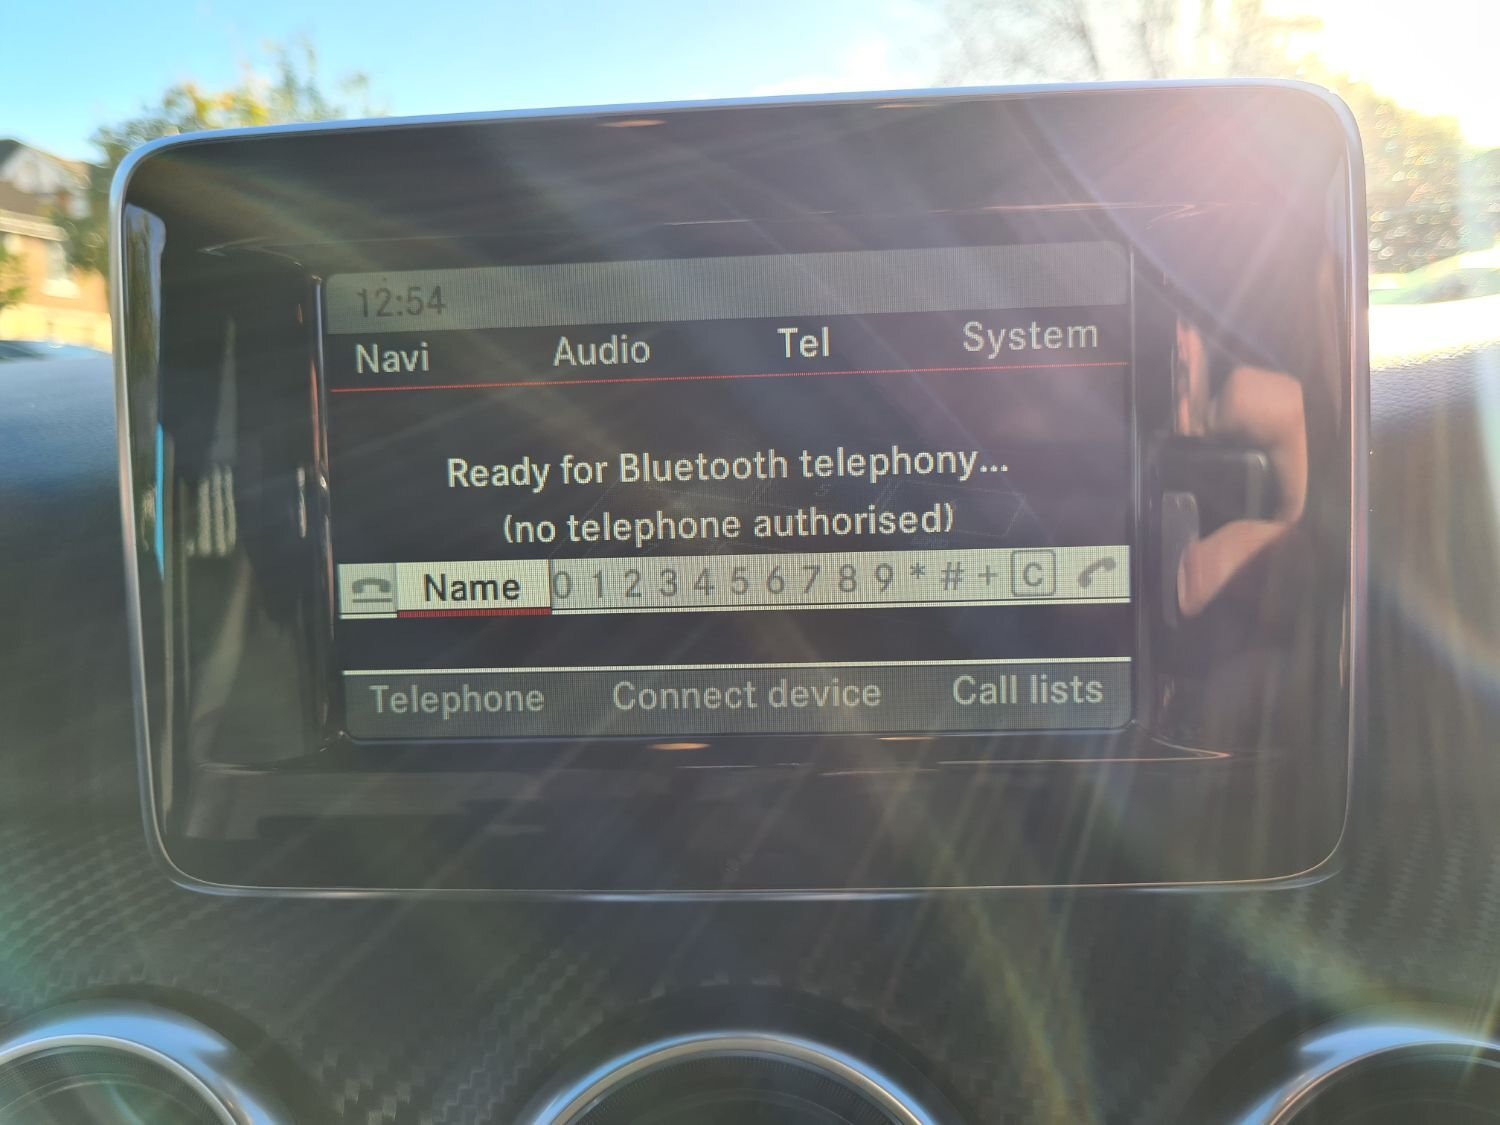 12:54
Navi Audio Tel System
Ready for Bluetooth telephony...
(no telephone authorised)
Name 0 1 2 3 4 5 6 7 8 9 * # + C
Telephone Connect device Call lists